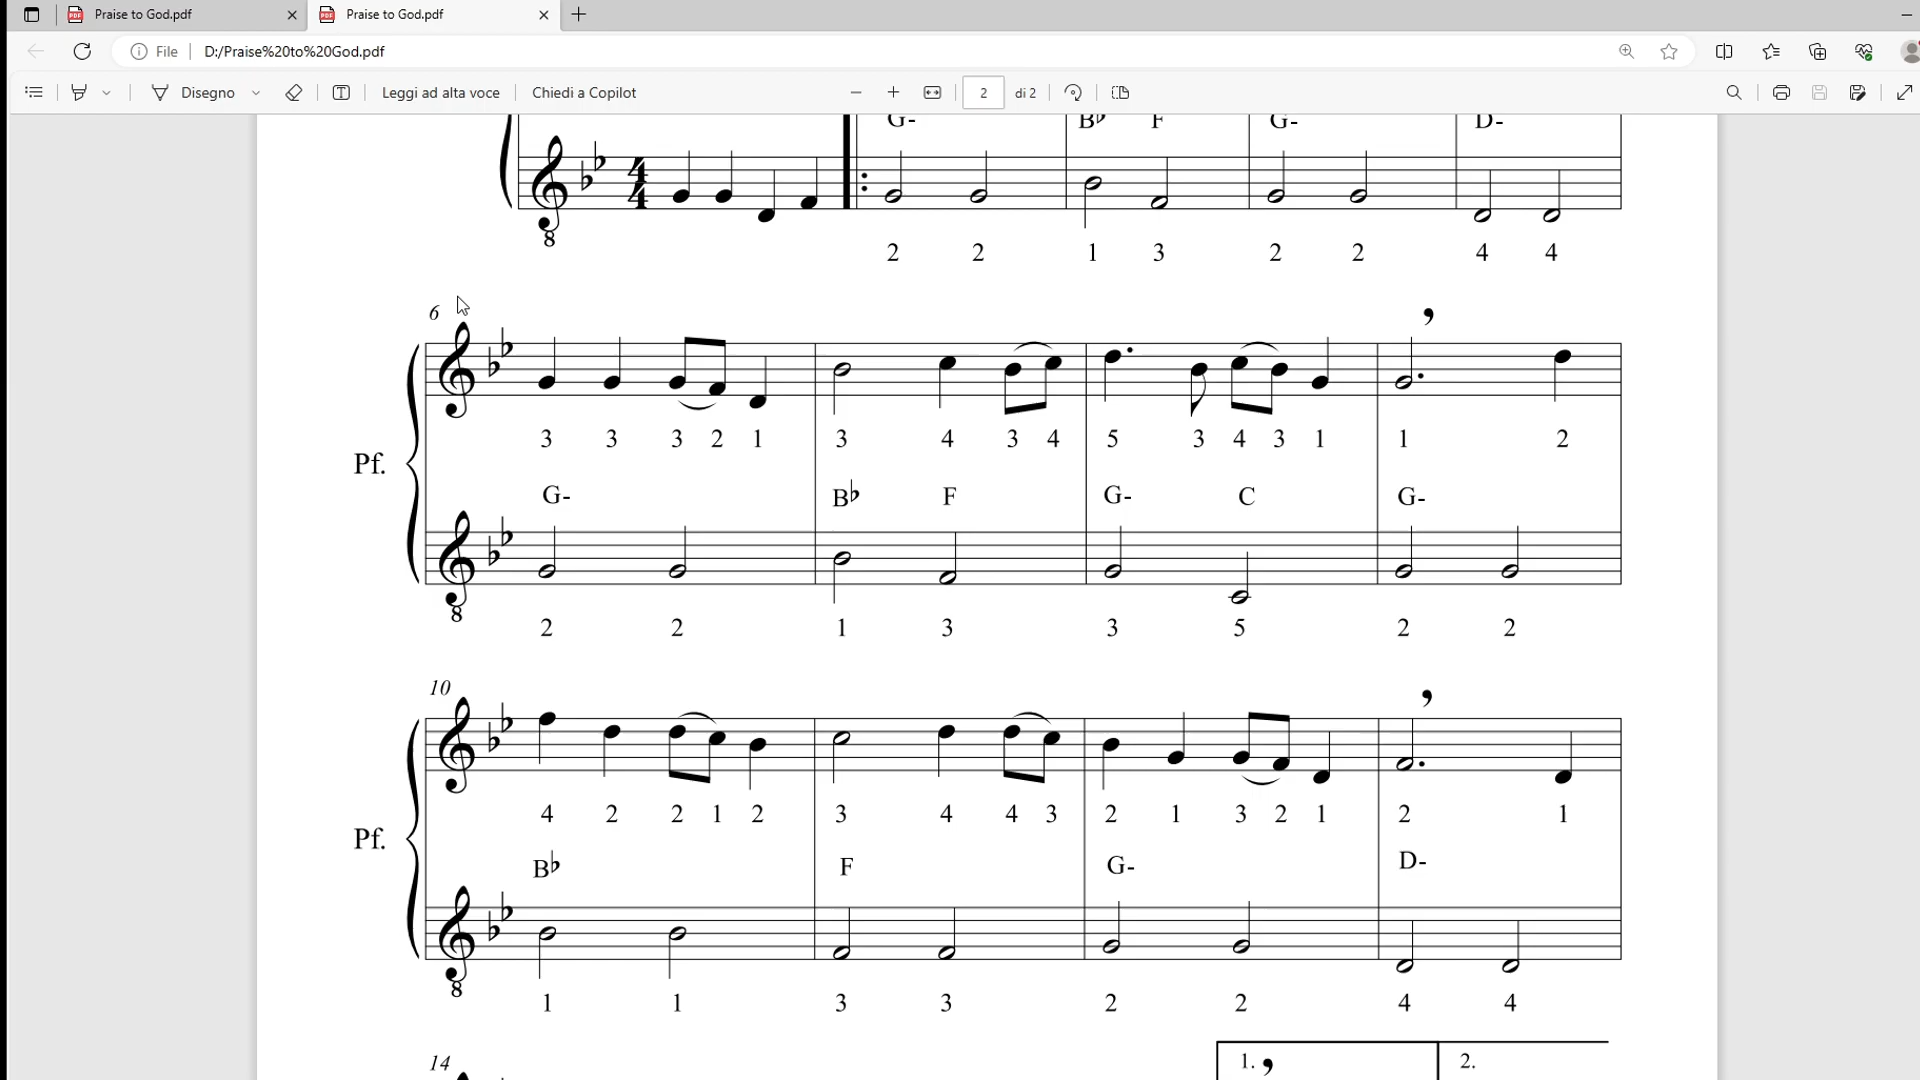 Praise to God.pdf
Praise to God.pdf
File
D:/Praise%20to%20God.pdf
Disegno
Leggi ad alta voce
Chiedi a Copilot
2
di 2
G- B♭ F G- D-
4
4
8
2 2 1 3 2 2 4 4
6
3 3 3 2 1 3 4 3 4 5 3 4 3 1 1 2
Pf.
G- B♭ F G- C G-
8
2 2 1 3 3 5 2 2
10
4 2 2 1 2 3 4 4 3 2 1 3 2 1 2 1
Pf.
B♭ F G- D-
8
1 1 3 3 2 2 4 4
14
1. 2.